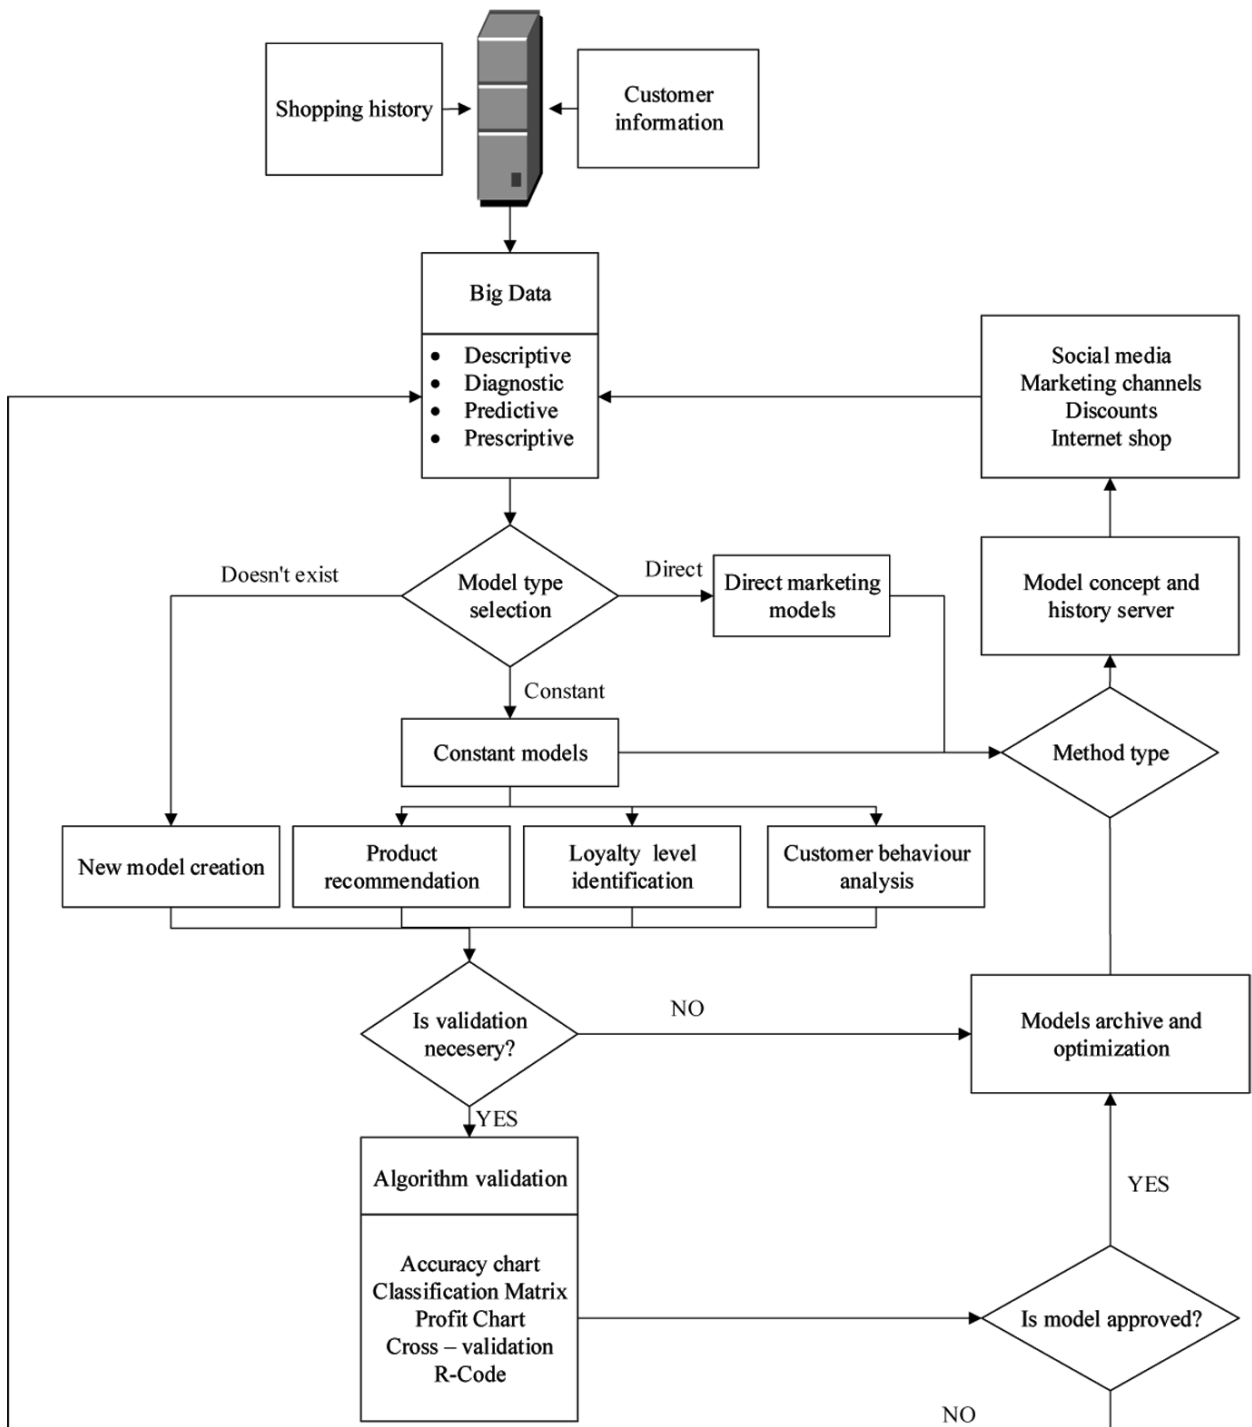 Shopping history
Customer
information
Big Data
• Descriptive
• Diagnostic
• Predictive
• Prescriptive
Social media
Marketing channels
Discounts
Internet shop
Doesn't exist
Model type
selection
Direct
Direct marketing
models
Model concept and
history server
Constant
Constant models
Method type
New model creation
Product
recommendation
Loyalty level
identification
Customer behaviour
analysis
Is validation
necesery?
NO
Models archive and
optimization
YES
Algorithm validation
Accuracy chart
Classification Matrix
Profit Chart
Cross – validation
R-Code
YES
Is model approved?
NO